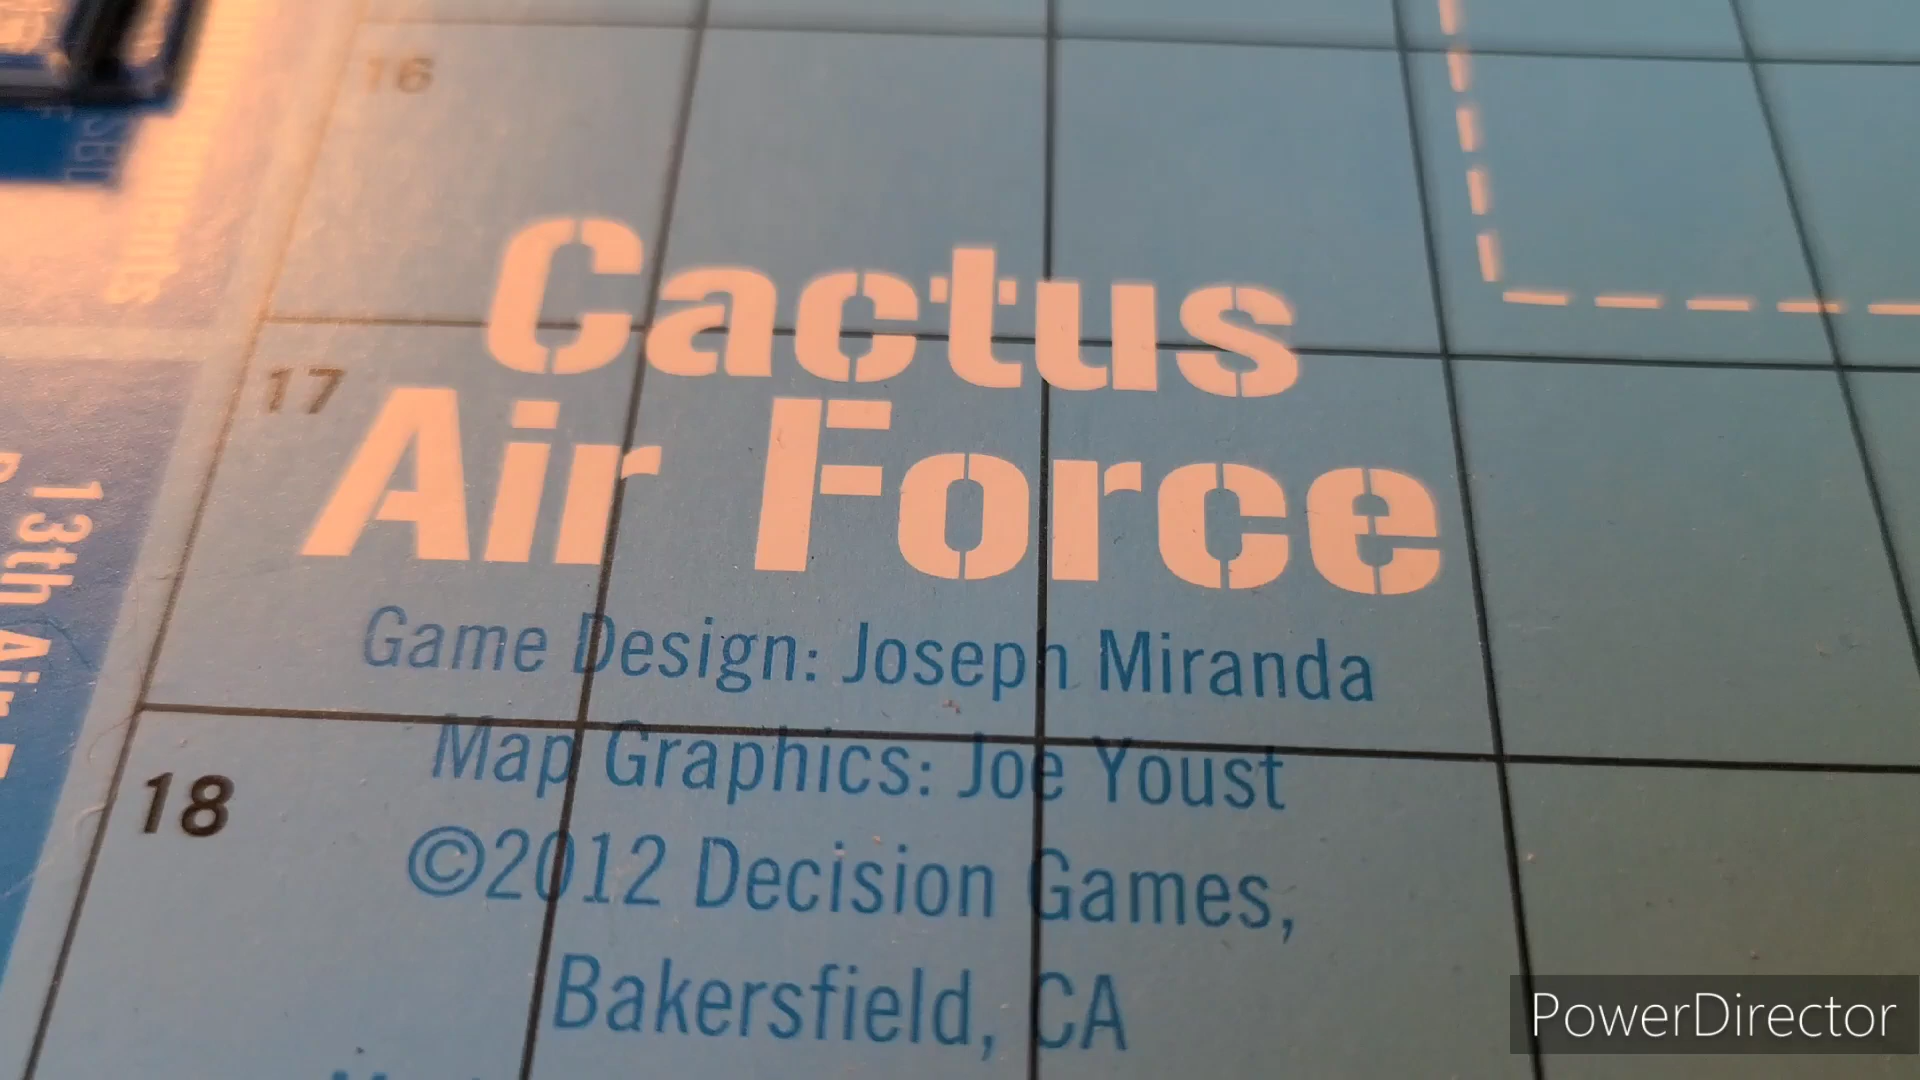 16
Cactus
17
Air Force
Game Design: Joseph Miranda
Map Graphics: Joe Youst
18
©2012 Decision Games,
Bakersfield, CA
13th Air
PowerDirector